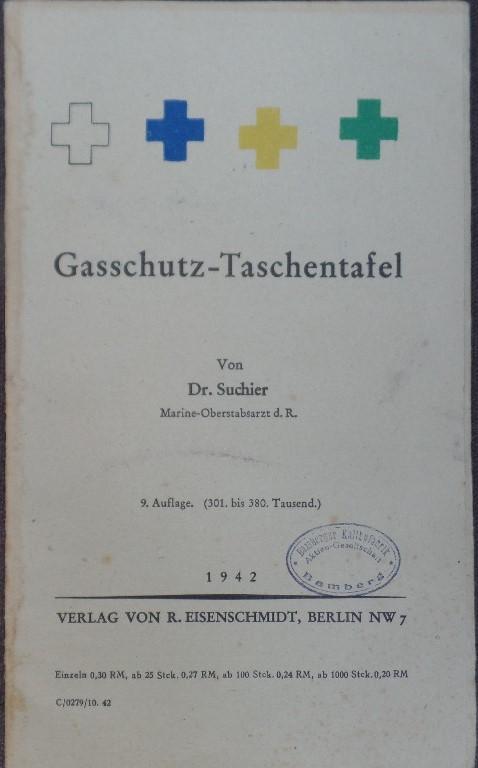 Gasschutz-Taschentafel
Von
Dr. Suchier
Marine-Oberstabsarzt d. R.
9. Auflage. (301. bis 380. Tausend.)
Bamberger Kalikofabrik
Aktien-Gesellschaft
Bamberg
1942
VERLAG VON R. EISENSCHMIDT, BERLIN NW 7
Einzeln 0,30 RM, ab 25 Stck. 0,27 RM, ab 100 Stck. 0,24 RM, ab 1000 Stck. 0,20 RM
C/0279/10. 42